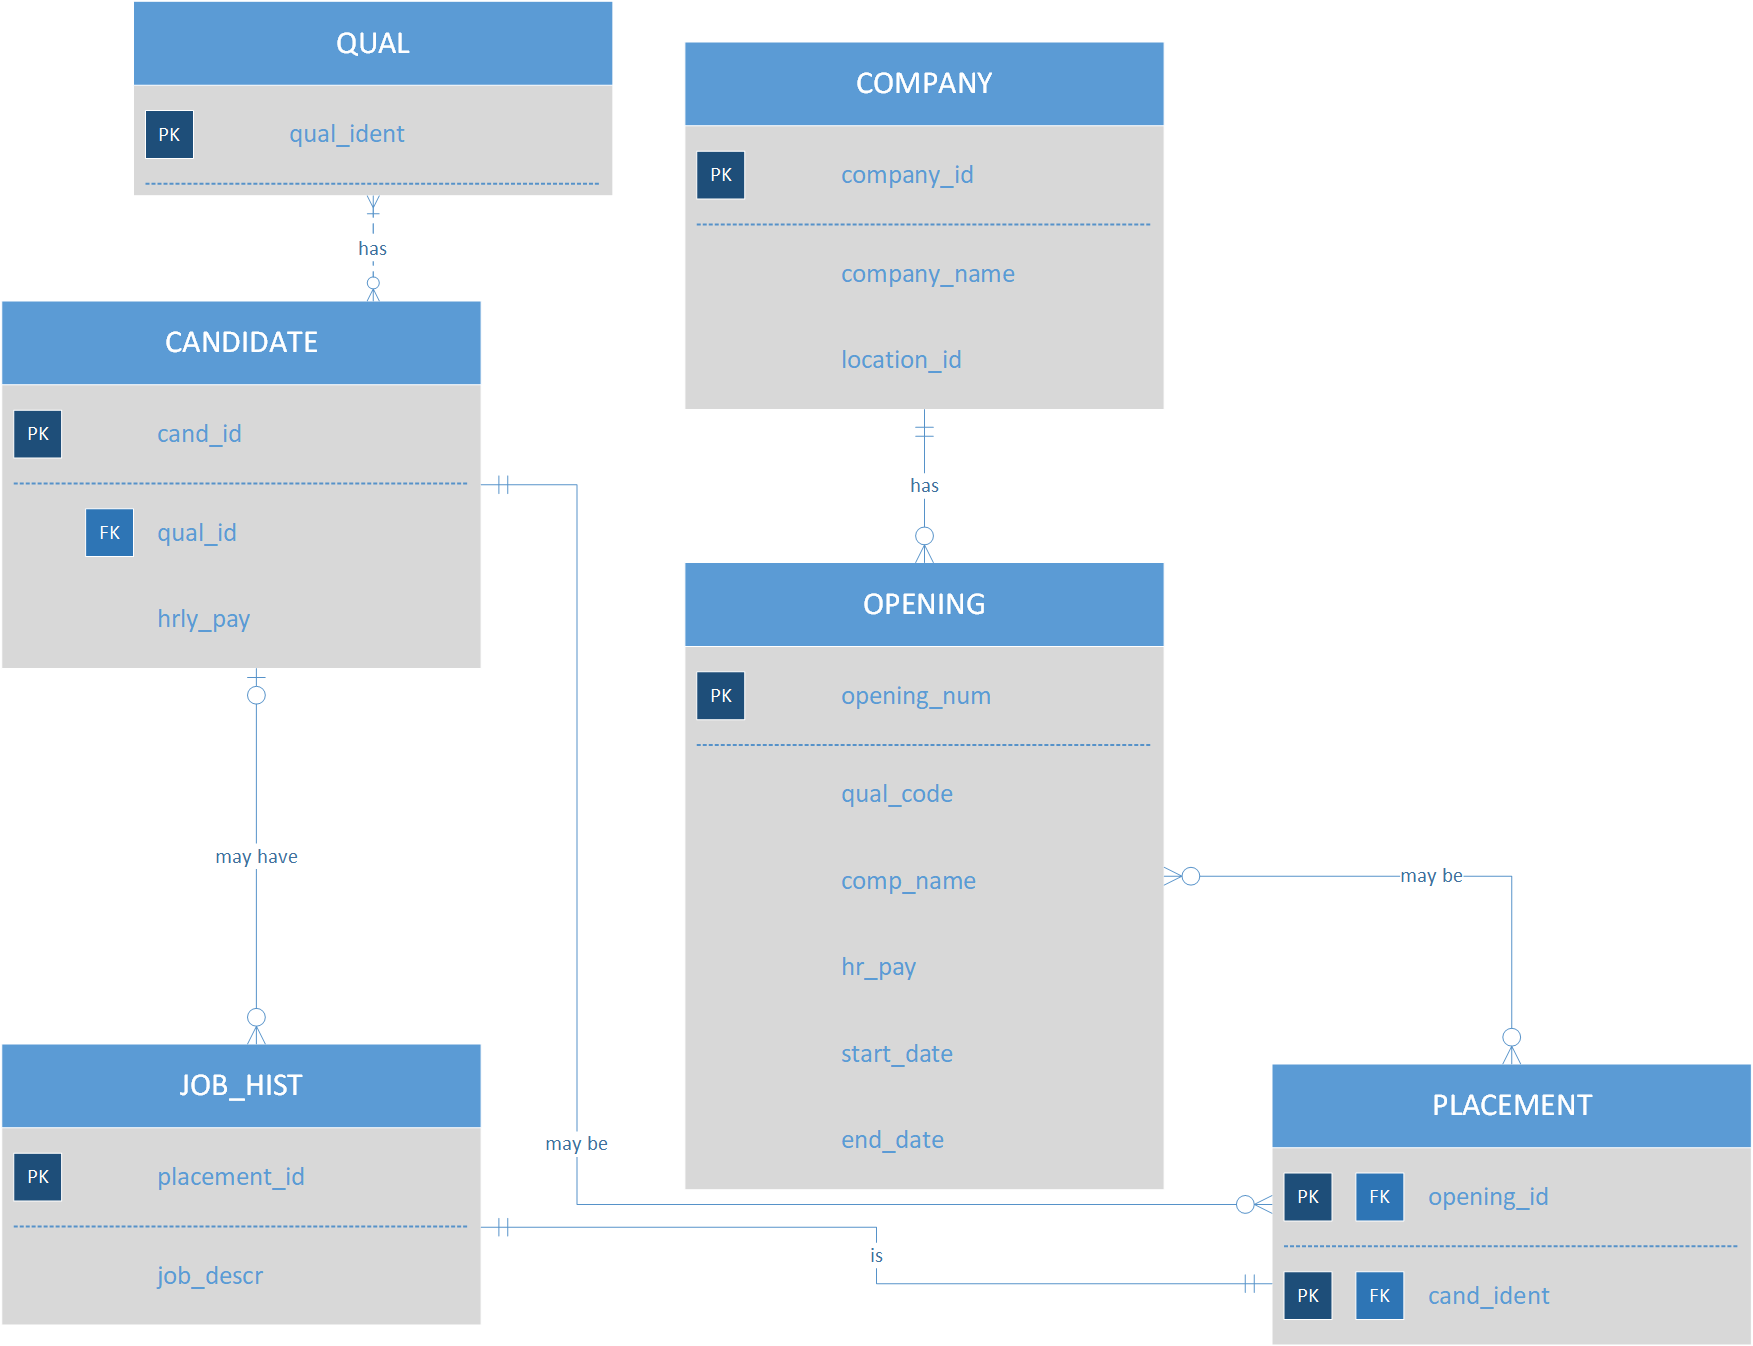 QUAL
PK qual_ident
has
CANDIDATE
PK cand_id
FK qual_id
hrly_pay
may have
JOB_HIST
PK placement_id
job_descr
COMPANY
PK company_id
company_name
location_id
has
OPENING
PK opening_num
qual_code
comp_name
hr_pay
start_date
end_date
may be
may be
is
PLACEMENT
PK FK opening_id
PK FK cand_ident